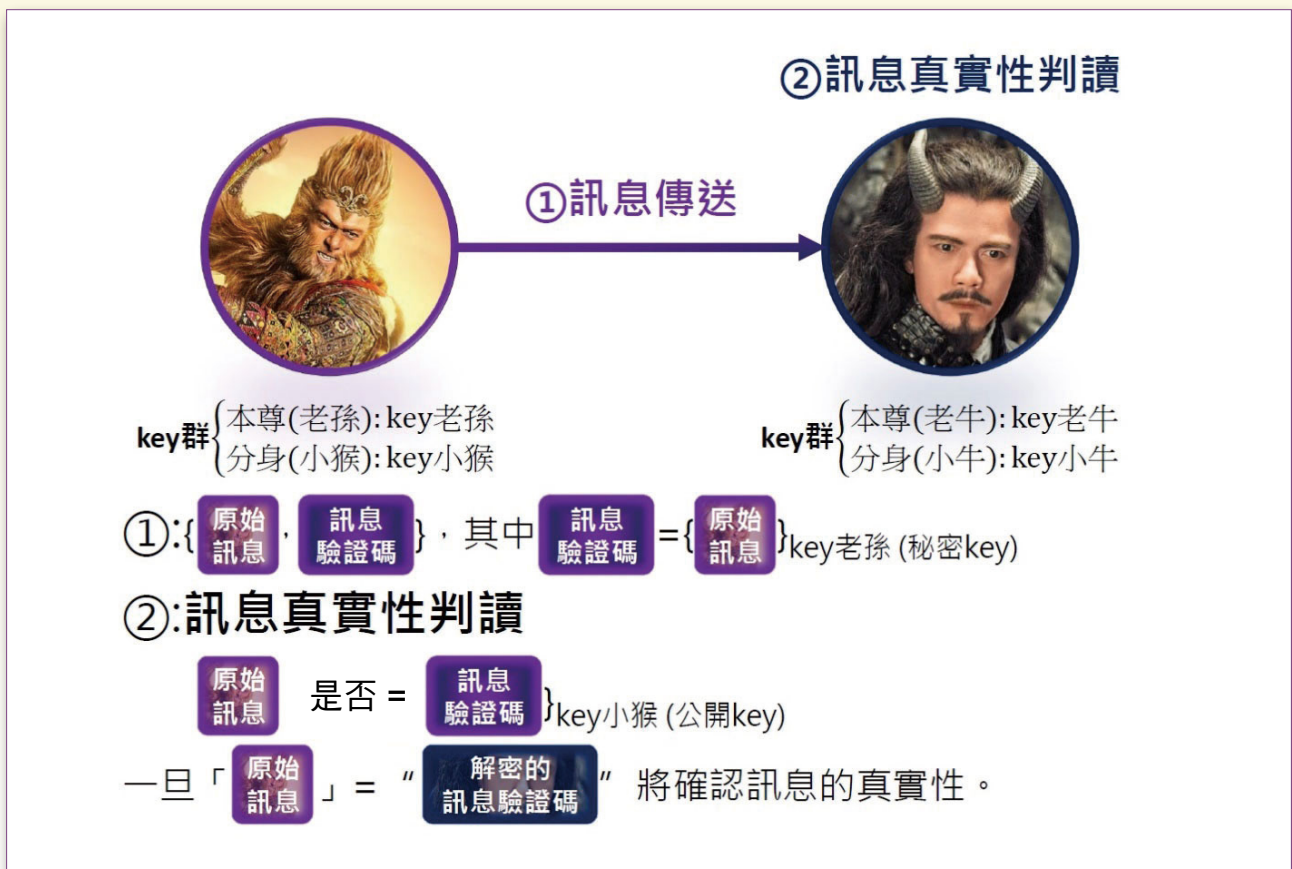 ②訊息真實性判讀
①訊息傳送
key群{本尊(老孫):key老孫
分身(小猴):key小猴
key群{本尊(老牛):key老牛
分身(小牛):key小牛
①:{原始訊息,訊息驗證碼},其中訊息驗證碼={原始訊息}key老孫 (秘密key)
②:訊息真實性判讀
原始訊息 是否 = 訊息驗證碼}key小猴 (公開key)
一旦「原始訊息」= “解密的訊息驗證碼” 將確認訊息的真實性。